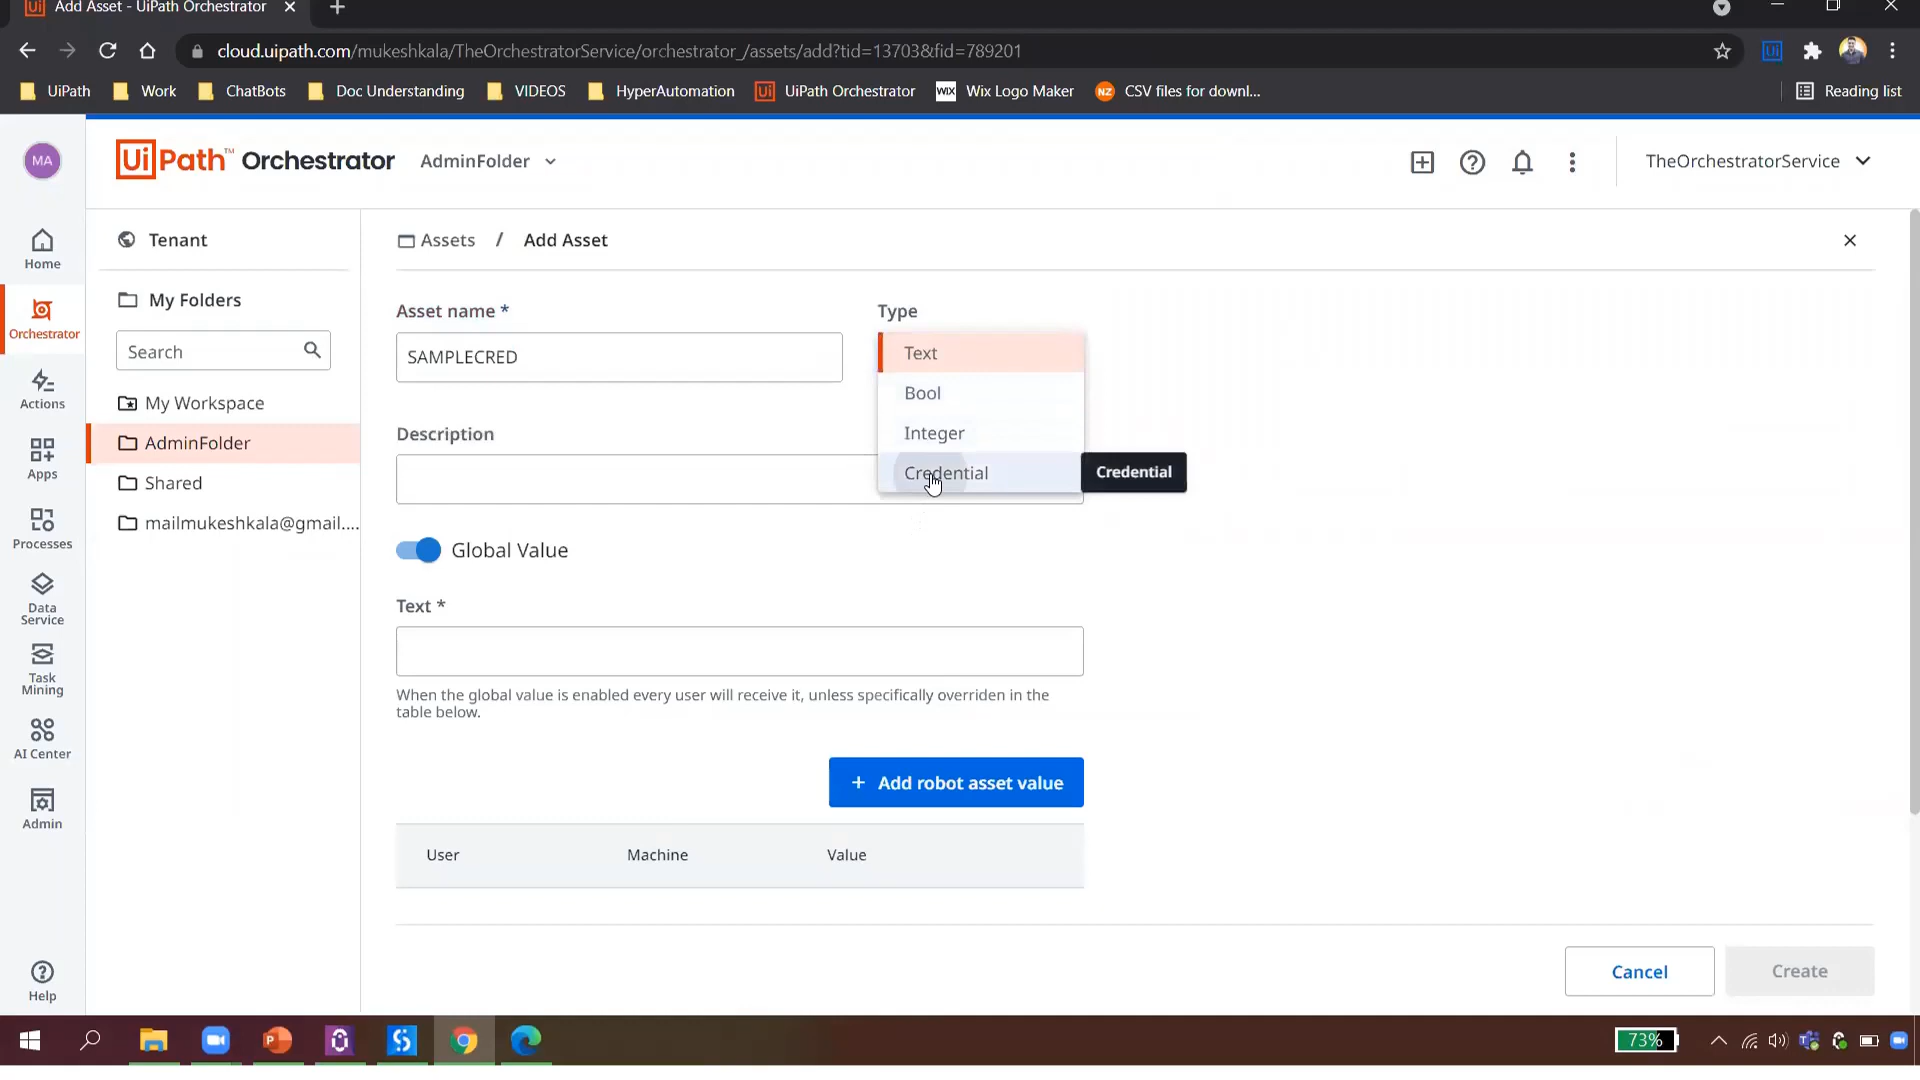 Add Asset - UiPath Orchestrator
cloud.uipath.com/mukeshkala/TheOrchestratorService/orchestrator_/assets/add?tid=13703&fid=789201
UiPath
Work
ChatBots
Doc Understanding
VIDEOS
HyperAutomation
UiPath Orchestrator
WIX Wix Logo Maker
NZ CSV files for downl...
Reading list
MA
UiPath™ Orchestrator
AdminFolder
TheOrchestratorService
Home
Orchestrator
Actions
Apps
Processes
Data
Service
Task
Mining
AI Center
Admin
Help
Tenant
My Folders
Search
My Workspace
AdminFolder
Shared
mailmukeshkala@gmail....
Assets / Add Asset
Asset name *
SAMPLECRED
Type
Text
Bool
Integer
Credential
Credential
Description
Global Value
Text *
When the global value is enabled every user will receive it, unless specifically overriden in the
table below.
+ Add robot asset value
User Machine Value
Cancel
Create
73%